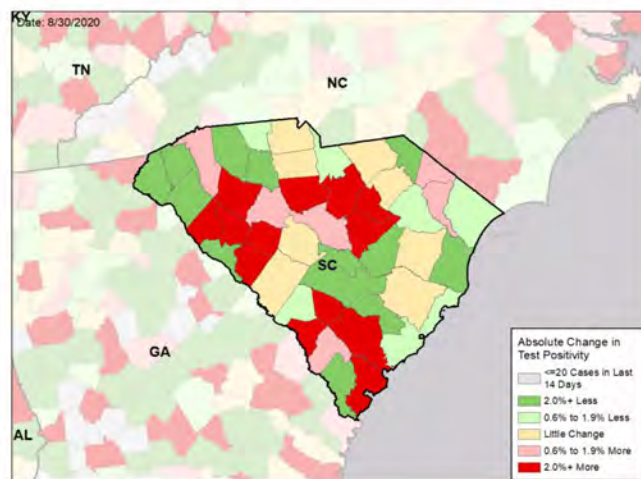 KY
Date: 8/30/2020
TN
NC
SC
GA
AL
Absolute Change in
Test Positivity
<=20 Cases in Last
14 Days
2.0%+ Less
0.6% to 1.9% Less
Little Change
0.6% to 1.9% More
2.0%+ More